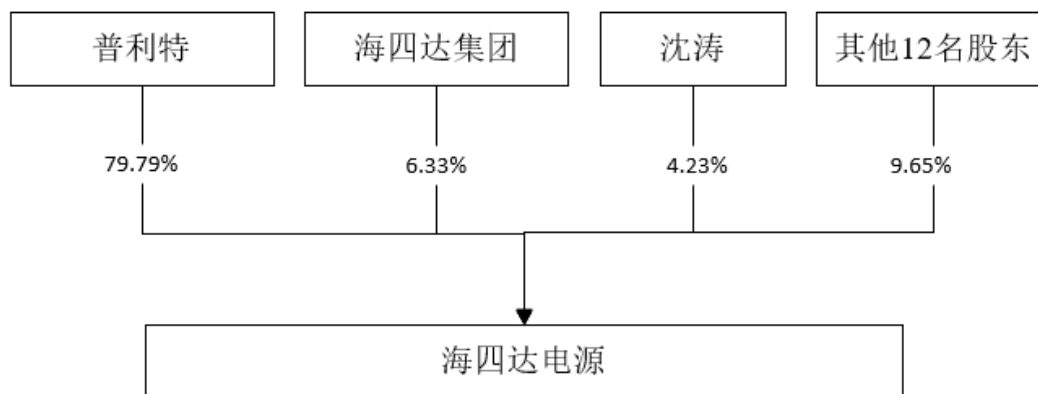 普利特
海四达集团
沈涛
其他12名股东
79.79%
6.33%
4.23%
9.65%
海四达电源